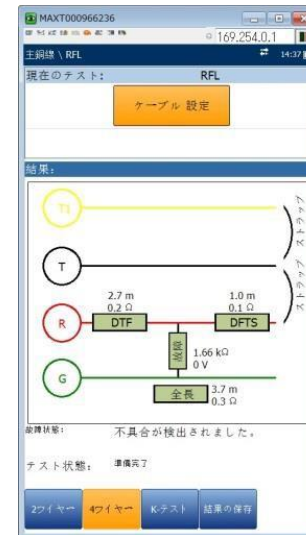 MAXT000966236
169.254.0.1
主銅線 \ RFL
14:37
現在のテスト:
RFL
ケーブル 設定
結果:
T1
ストラップ
T
ストラップ
2.7 m
0.2 Ω
1.0 m
0.1 Ω
R
DTF
DFTS
故障
1.66 kΩ
0 V
G
全長
3.7 m
0.3 Ω
故障状態:
不具合が検出されました。
テスト状態:
準備完了
2ワイヤー
4ワイヤー
K-テスト
結果の保存